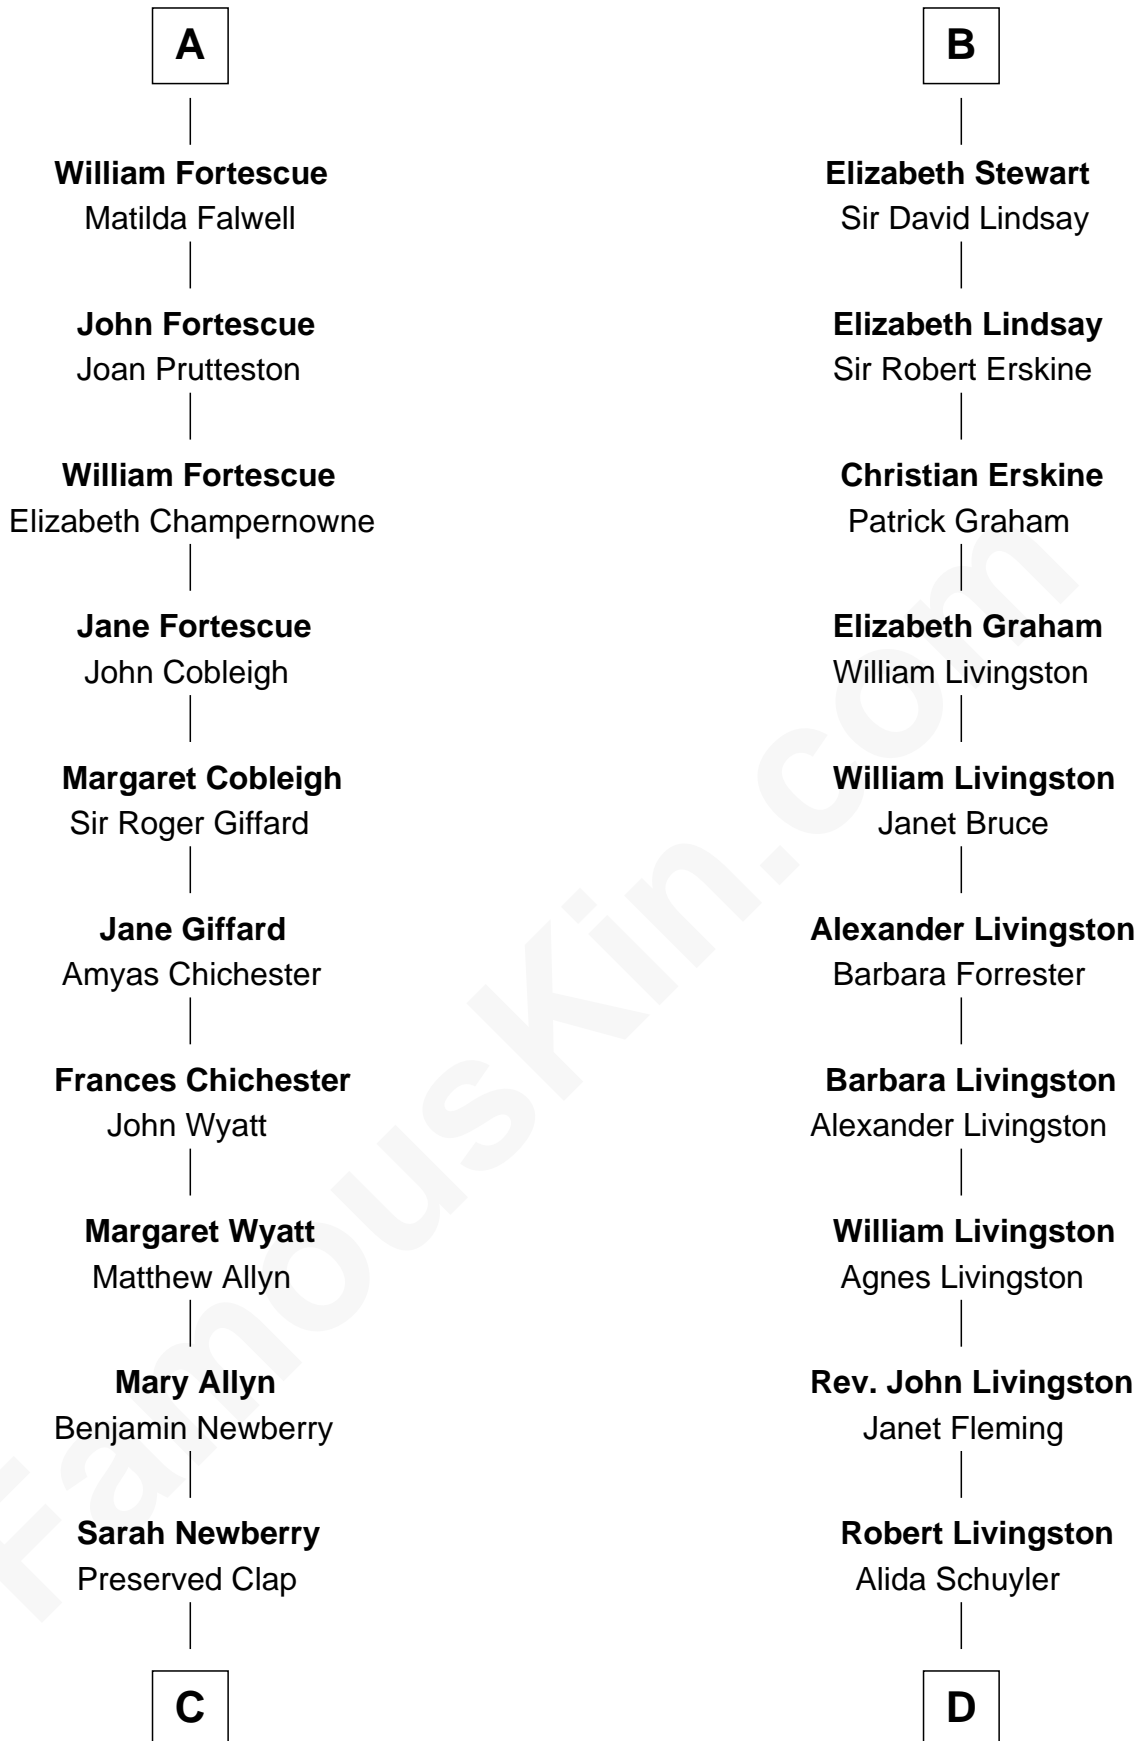 A
William Fortescue
Matilda Falwell
John Fortescue
Joan Prutteston
William Fortescue
Elizabeth Champernowne
Jane Fortescue
John Cobleigh
Margaret Cobleigh
Sir Roger Giffard
Jane Giffard
Amyas Chichester
Frances Chichester
John Wyatt
Margaret Wyatt
Matthew Allyn
Mary Allyn
Benjamin Newberry
Sarah Newberry
Preserved Clap
C
B
Elizabeth Stewart
Sir David Lindsay
Elizabeth Lindsay
Sir Robert Erskine
Christian Erskine
Patrick Graham
Elizabeth Graham
William Livingston
William Livingston
Janet Bruce
Alexander Livingston
Barbara Forrester
Barbara Livingston
Alexander Livingston
William Livingston
Agnes Livingston
Rev. John Livingston
Janet Fleming
Robert Livingston
Alida Schuyler
D
FamousKin.com